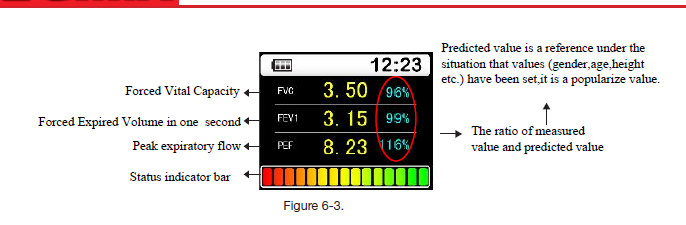 Predicted value is a reference under the
situation that values (gender,age,height
etc.) have been set,it is a popularize value.
12:23
Forced Vital Capacity
FVC 3.50 96%
Forced Expired Volume in one second
FEV1 3.15 99%
Peak expiratory flow
PEF 8.23 116%
The ratio of measured
value and predicted value
Status indicator bar
Figure 6-3.